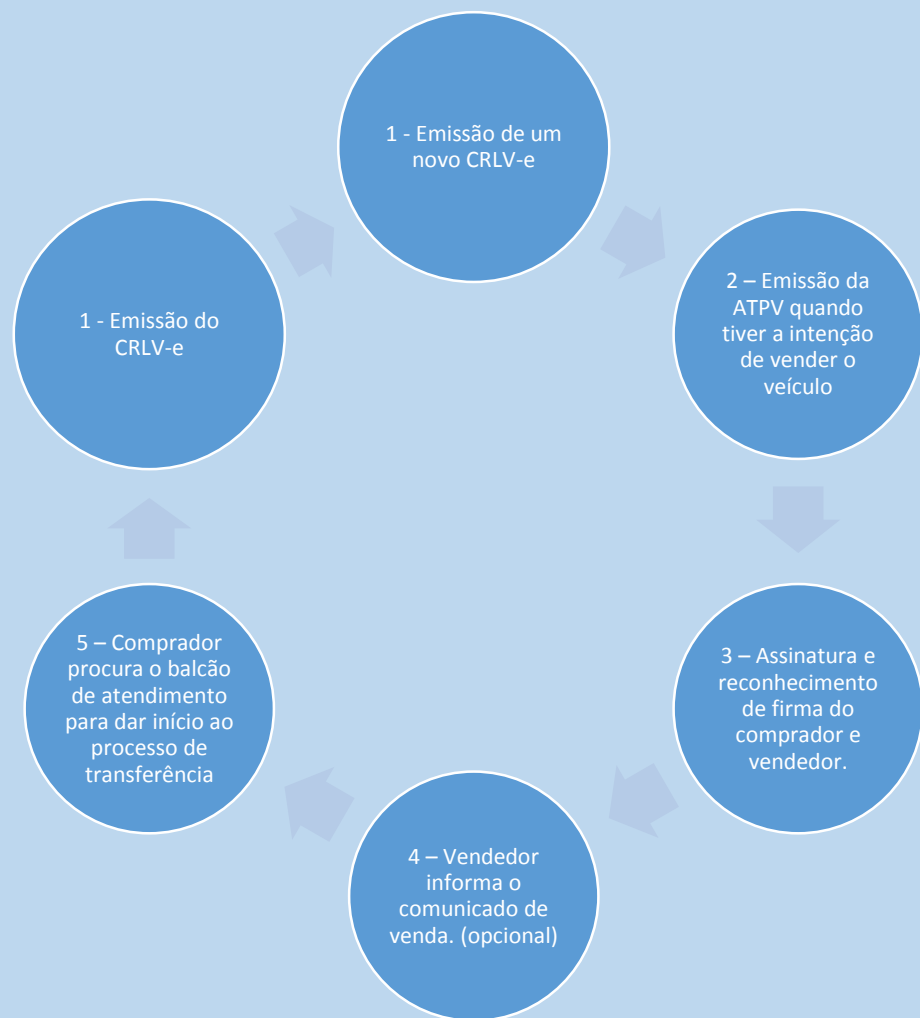 1 - Emissão de um
novo CRLV-e
2 – Emissão da
ATPV quando
tiver a intenção
de vender o
veículo
3 – Assinatura e
reconhecimento
de firma do
comprador e
vendedor.
4 – Vendedor
informa o
comunicado de
venda. (opcional)
5 – Comprador
procura o balcão
de atendimento
para dar início ao
processo de
transferência
1 - Emissão do
CRLV-e